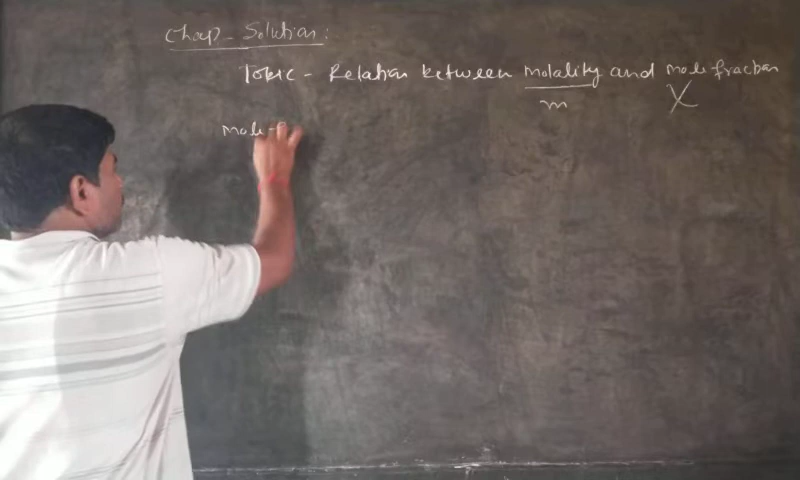 Chap - Solution:
Topic - Relation between molality and mole fraction
m X
Mole-f